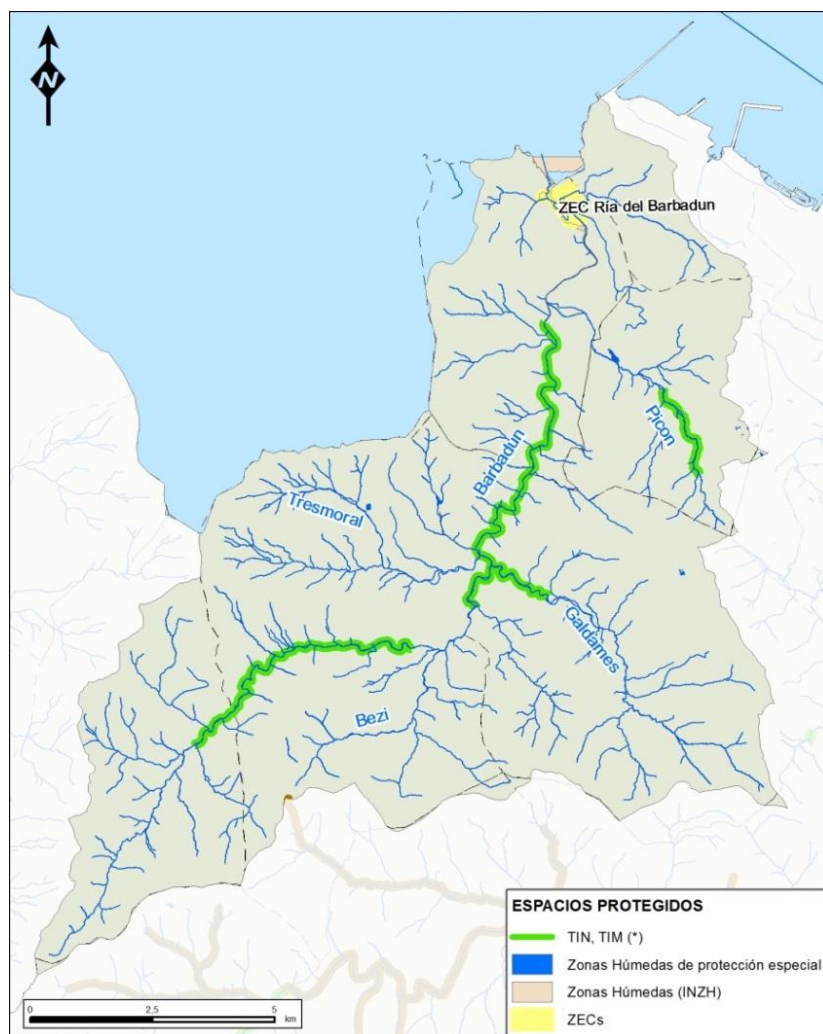 N
ZEC Ría del Barbadun
Picon
Barbadun
Tresmoral
Galdames
Bezi
ESPACIOS PROTEGIDOS
TIN, TIM (*)
Zonas Húmedas de protección especial
Zonas Húmedas (INZH)
ZECs
0 2,5 5
km